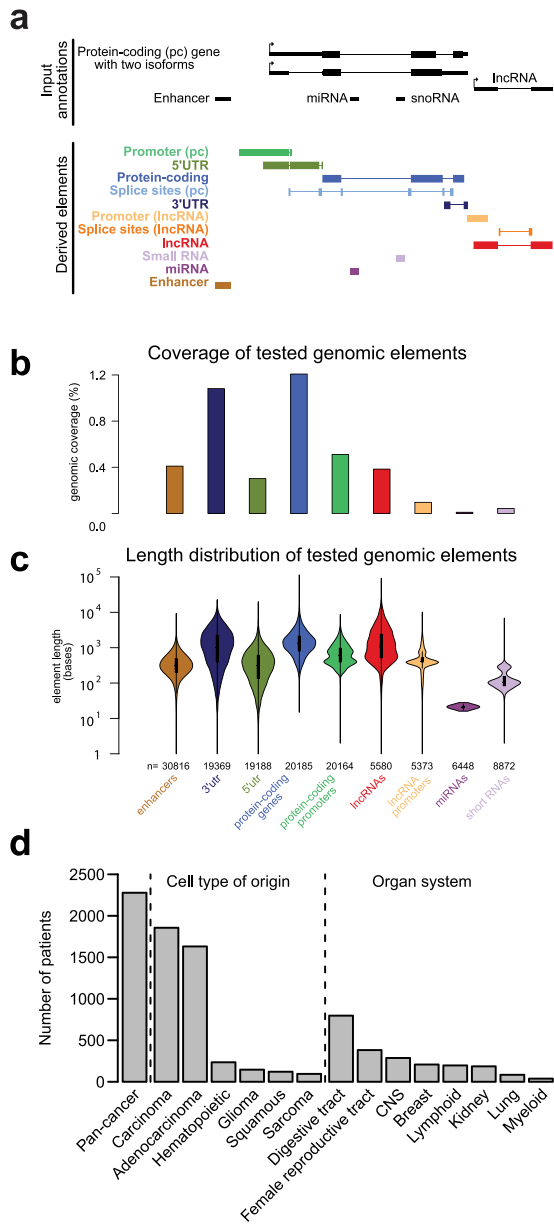 a
Input annotations
Protein-coding (pc) gene
with two isoforms
lncRNA
Enhancer
miRNA
snoRNA
Derived elements
Promoter (pc)
5'UTR
Protein-coding
Splice sites (pc)
3'UTR
Promoter (lncRNA)
Splice sites (lncRNA)
lncRNA
Small RNA
miRNA
Enhancer
b
Coverage of tested genomic elements
genomic coverage (%)
1.2
0.8
0.4
0.0
c
Length distribution of tested genomic elements
element length
(bases)
10^5
10^4
10^3
10^2
10^1
1
n= 30816 19369 19188 20185 20164 5580 5373 6448 8872
enhancers
3'utr
5'utr
protein-coding
genes
protein-coding
promoters
lncRNAs
lncRNA
promoters
miRNAs
short RNAs
d
Cell type of origin
Organ system
Number of patients
2500
2000
1500
1000
500
0
Pan-cancer
Carcinoma
Adenocarcinoma
Hematopoietic
Glioma
Squamous
Sarcoma
Digestive tract
Female reproductive tract
CNS
Breast
Lymphoid
Kidney
Lung
Myeloid